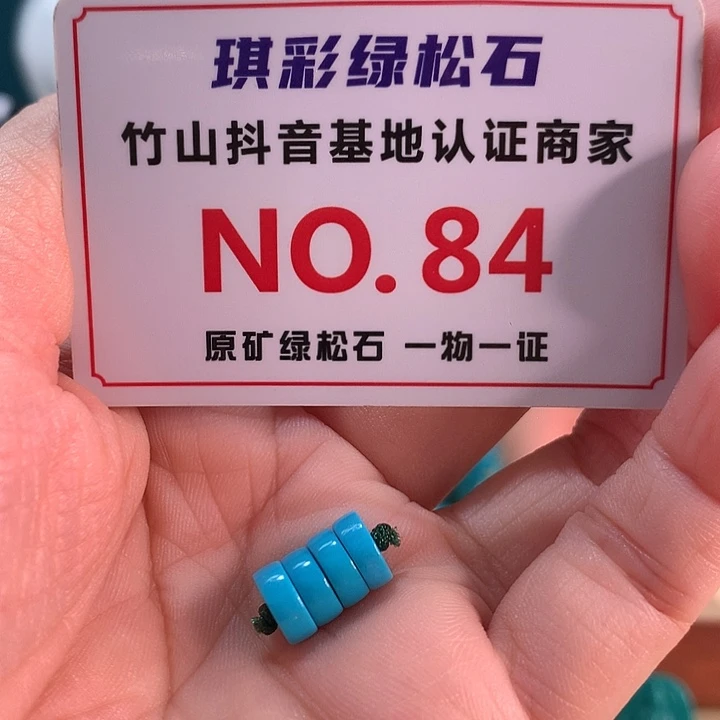 琪彩绿松石
竹山抖音基地认证商家
NO.84
原矿绿松石 一物一证